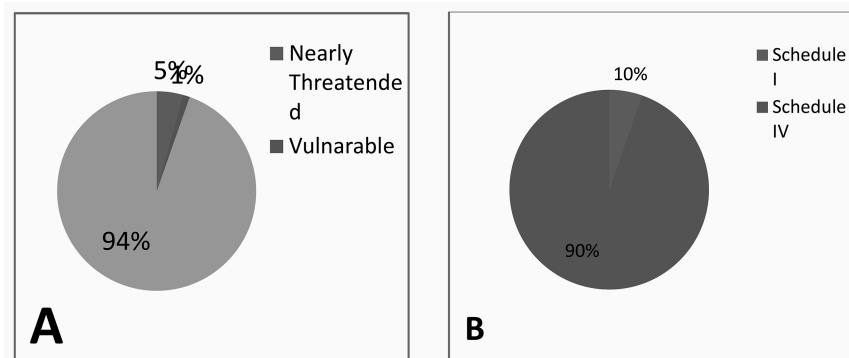 5%
1%
94%
Nearly
Threatende
d
Vulnarable
A
10%
90%
Schedule
I
Schedule
IV
B